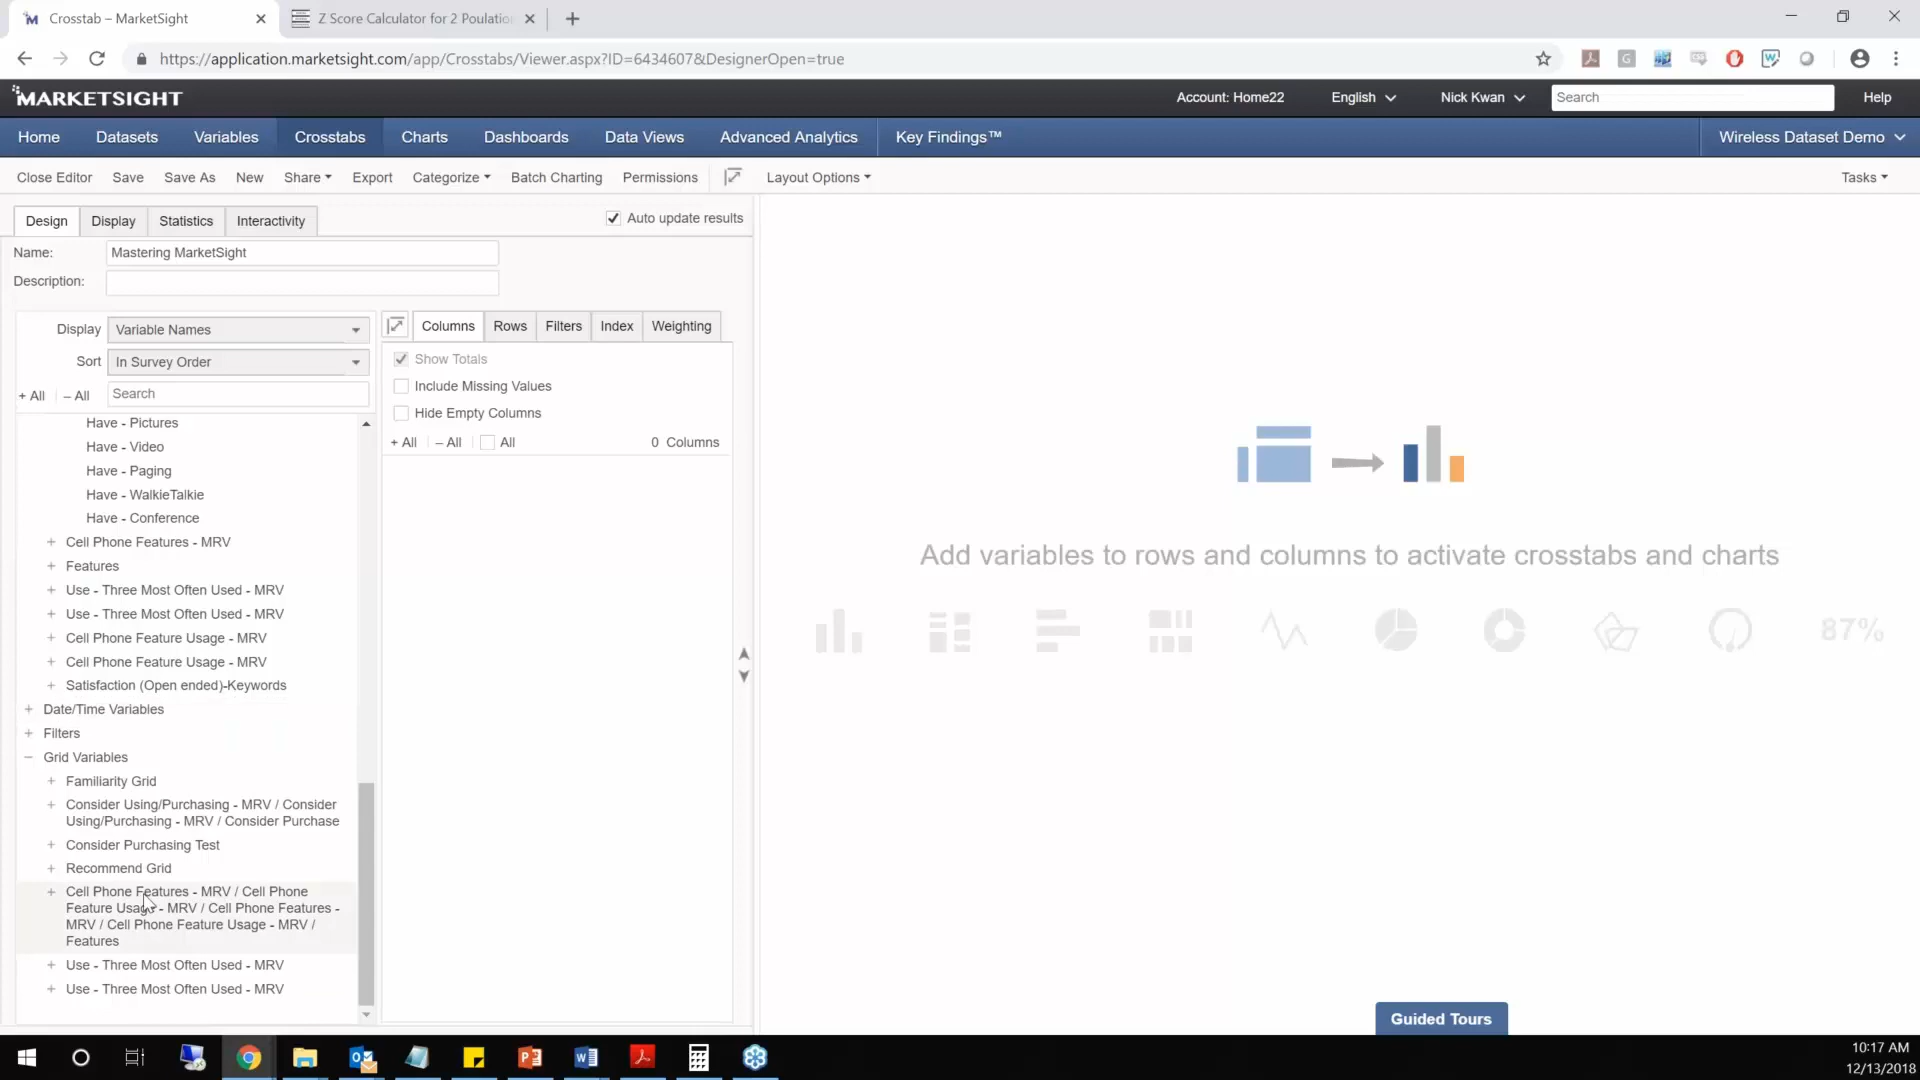 Crosstab – MarketSight
Z Score Calculator for 2 Poulatio
https://application.marketsight.com/app/Crosstabs/Viewer.aspx?ID=6434607&DesignerOpen=true
MARKETSIGHT
Account: Home22
English
Nick Kwan
Search
Help
Home
Datasets
Variables
Crosstabs
Charts
Dashboards
Data Views
Advanced Analytics
Key Findings™
Wireless Dataset Demo
Close Editor
Save
Save As
New
Share
Export
Categorize
Batch Charting
Permissions
Layout Options
Tasks
Design
Display
Statistics
Interactivity
Auto update results
Name:
Mastering MarketSight
Description:
Display
Variable Names
Sort
In Survey Order
+ All
– All
Search
Have - Pictures
Have - Video
Have - Paging
Have - WalkieTalkie
Have - Conference
+ Cell Phone Features - MRV
+ Features
+ Use - Three Most Often Used - MRV
+ Use - Three Most Often Used - MRV
+ Cell Phone Feature Usage - MRV
+ Cell Phone Feature Usage - MRV
+ Satisfaction (Open ended)-Keywords
+ Date/Time Variables
+ Filters
– Grid Variables
+ Familiarity Grid
+ Consider Using/Purchasing - MRV / Consider
Using/Purchasing - MRV / Consider Purchase
+ Consider Purchasing Test
+ Recommend Grid
+ Cell Phone Features - MRV / Cell Phone
Feature Usage - MRV / Cell Phone Features -
MRV / Cell Phone Feature Usage - MRV /
Features
+ Use - Three Most Often Used - MRV
+ Use - Three Most Often Used - MRV
Columns
Rows
Filters
Index
Weighting
Show Totals
Include Missing Values
Hide Empty Columns
+ All
– All
All
0 Columns
Add variables to rows and columns to activate crosstabs and charts
87%
Guided Tours
10:17 AM
12/13/2018